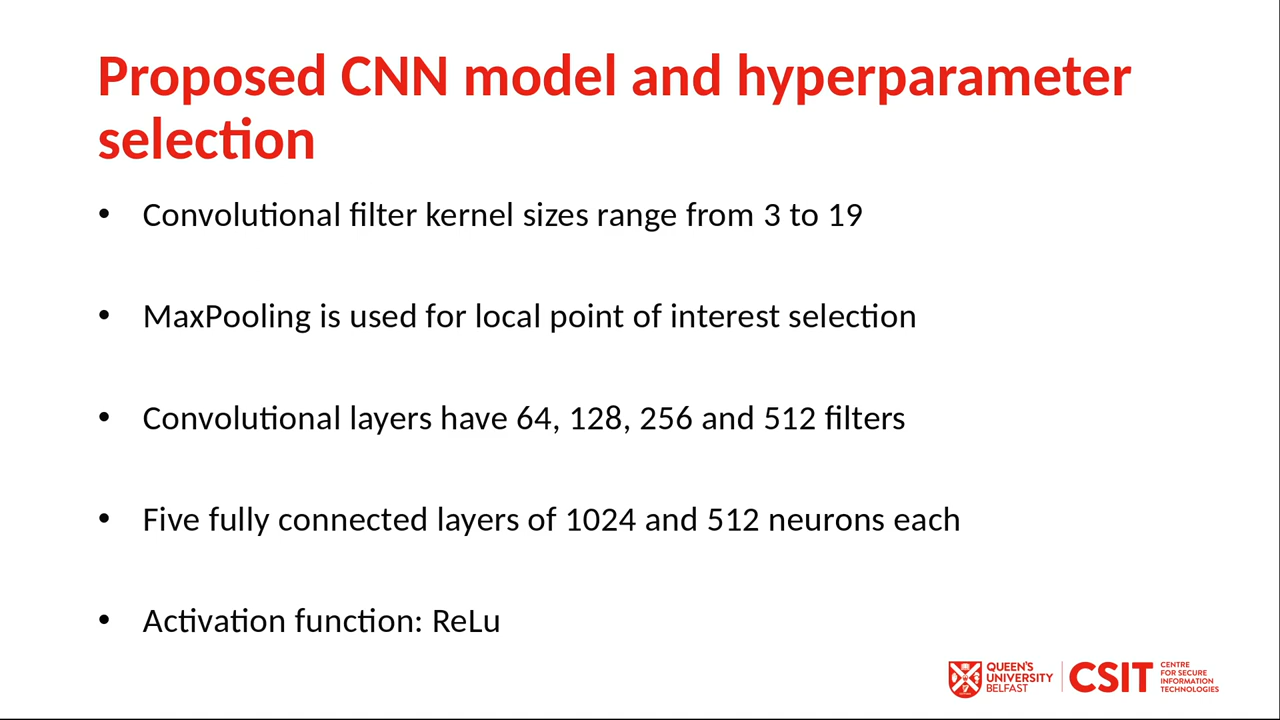 Proposed CNN model and hyperparameter
selection
• Convolutional filter kernel sizes range from 3 to 19
• MaxPooling is used for local point of interest selection
• Convolutional layers have 64, 128, 256 and 512 filters
• Five fully connected layers of 1024 and 512 neurons each
• Activation function: ReLu
QUEEN'S
UNIVERSITY
BELFAST
CSIT
CENTRE
FOR SECURE
INFORMATION
TECHNOLOGIES